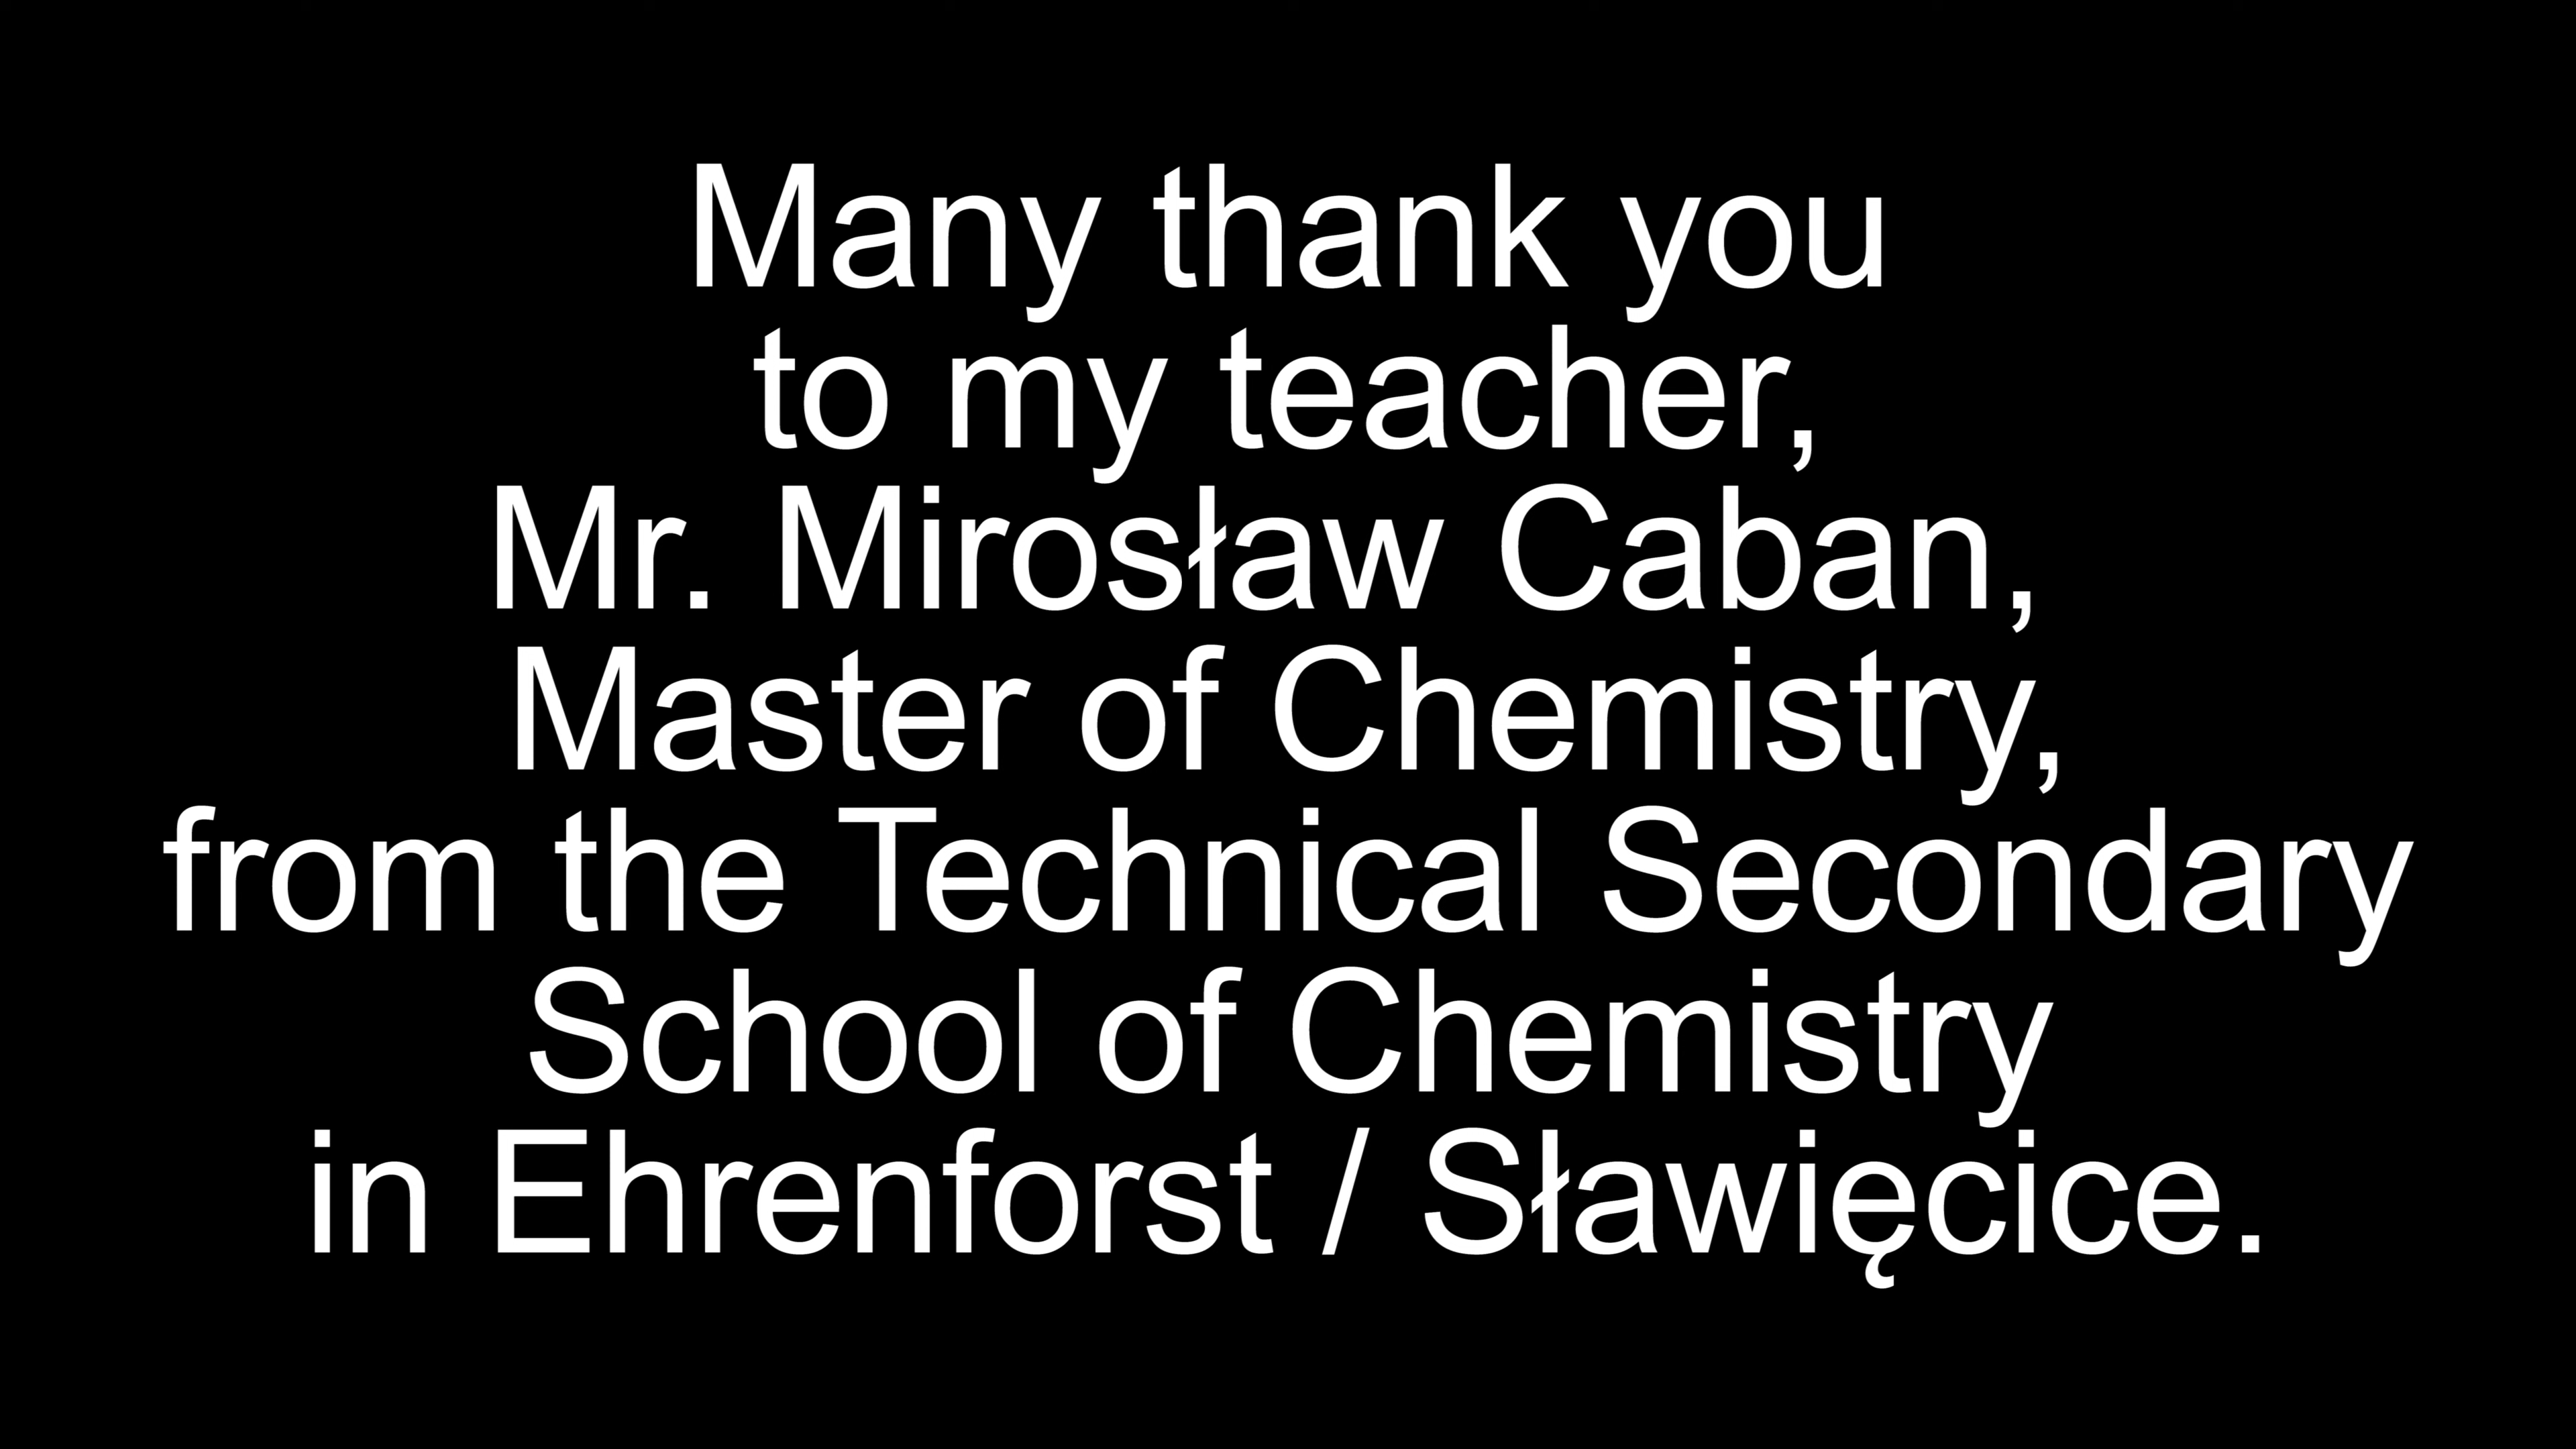 Many thank you
to my teacher,
Mr. Mirosław Caban,
Master of Chemistry,
from the Technical Secondary
School of Chemistry
in Ehrenforst / Sławięcice.